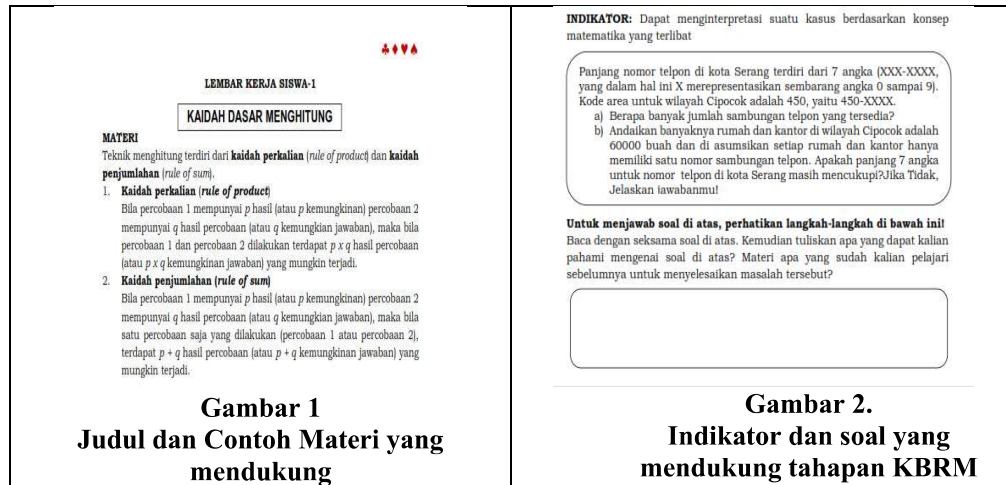 LEMBAR KERJA SISWA-1
KAIDAH DASAR MENGHITUNG
MATERI
Teknik menghitung terdiri dari kaidah perkalian (rule of product) dan kaidah
penjumlahan (rule of sum).
1. Kaidah perkalian (rule of product)
Bila percobaan 1 mempunyai p hasil (atau p kemungkinan) percobaan 2
mempunyai q hasil percobaan (atau q kemungkian jawaban), maka bila
percobaan 1 dan percobaan 2 dilakukan terdapat p x q hasil percobaan
(atau p x q kemungkinan jawaban) yang mungkin terjadi.
2. Kaidah penjumlahan (rule of sum)
Bila percobaan 1 mempunyai p hasil (atau p kemungkinan) percobaan 2
mempunyai q hasil percobaan (atau q kemungkian jawaban), maka bila
satu percobaan saja yang dilakukan (percobaan 1 atau percobaan 2),
terdapat p + q hasil percobaan (atau p + q kemungkinan jawaban) yang
mungkin terjadi.
Gambar 1
Judul dan Contoh Materi yang
mendukung
INDIKATOR: Dapat menginterpretasi suatu kasus berdasarkan konsep
matematika yang terlibat
Panjang nomor telpon di kota Serang terdiri dari 7 angka (XXX-XXXX,
yang dalam hal ini X merepresentasikan sembarang angka 0 sampai 9).
Kode area untuk wilayah Cipocok adalah 450, yaitu 450-XXXX.
a) Berapa banyak jumlah sambungan telpon yang tersedia?
b) Andaikan banyaknya rumah dan kantor di wilayah Cipocok adalah
60000 buah dan di asumsikan setiap rumah dan kantor hanya
memiliki satu nomor sambungan telpon. Apakah panjang 7 angka
untuk nomor telpon di kota Serang masih mencukupi?Jika Tidak,
Jelaskan jawabanmu!
Untuk menjawab soal di atas, perhatikan langkah-langkah di bawah ini!
Baca dengan seksama soal di atas. Kemudian tuliskan apa yang dapat kalian
pahami mengenai soal di atas? Materi apa yang sudah kalian pelajari
sebelumnya untuk menyelesaikan masalah tersebut?
Gambar 2.
Indikator dan soal yang
mendukung tahapan KBRM